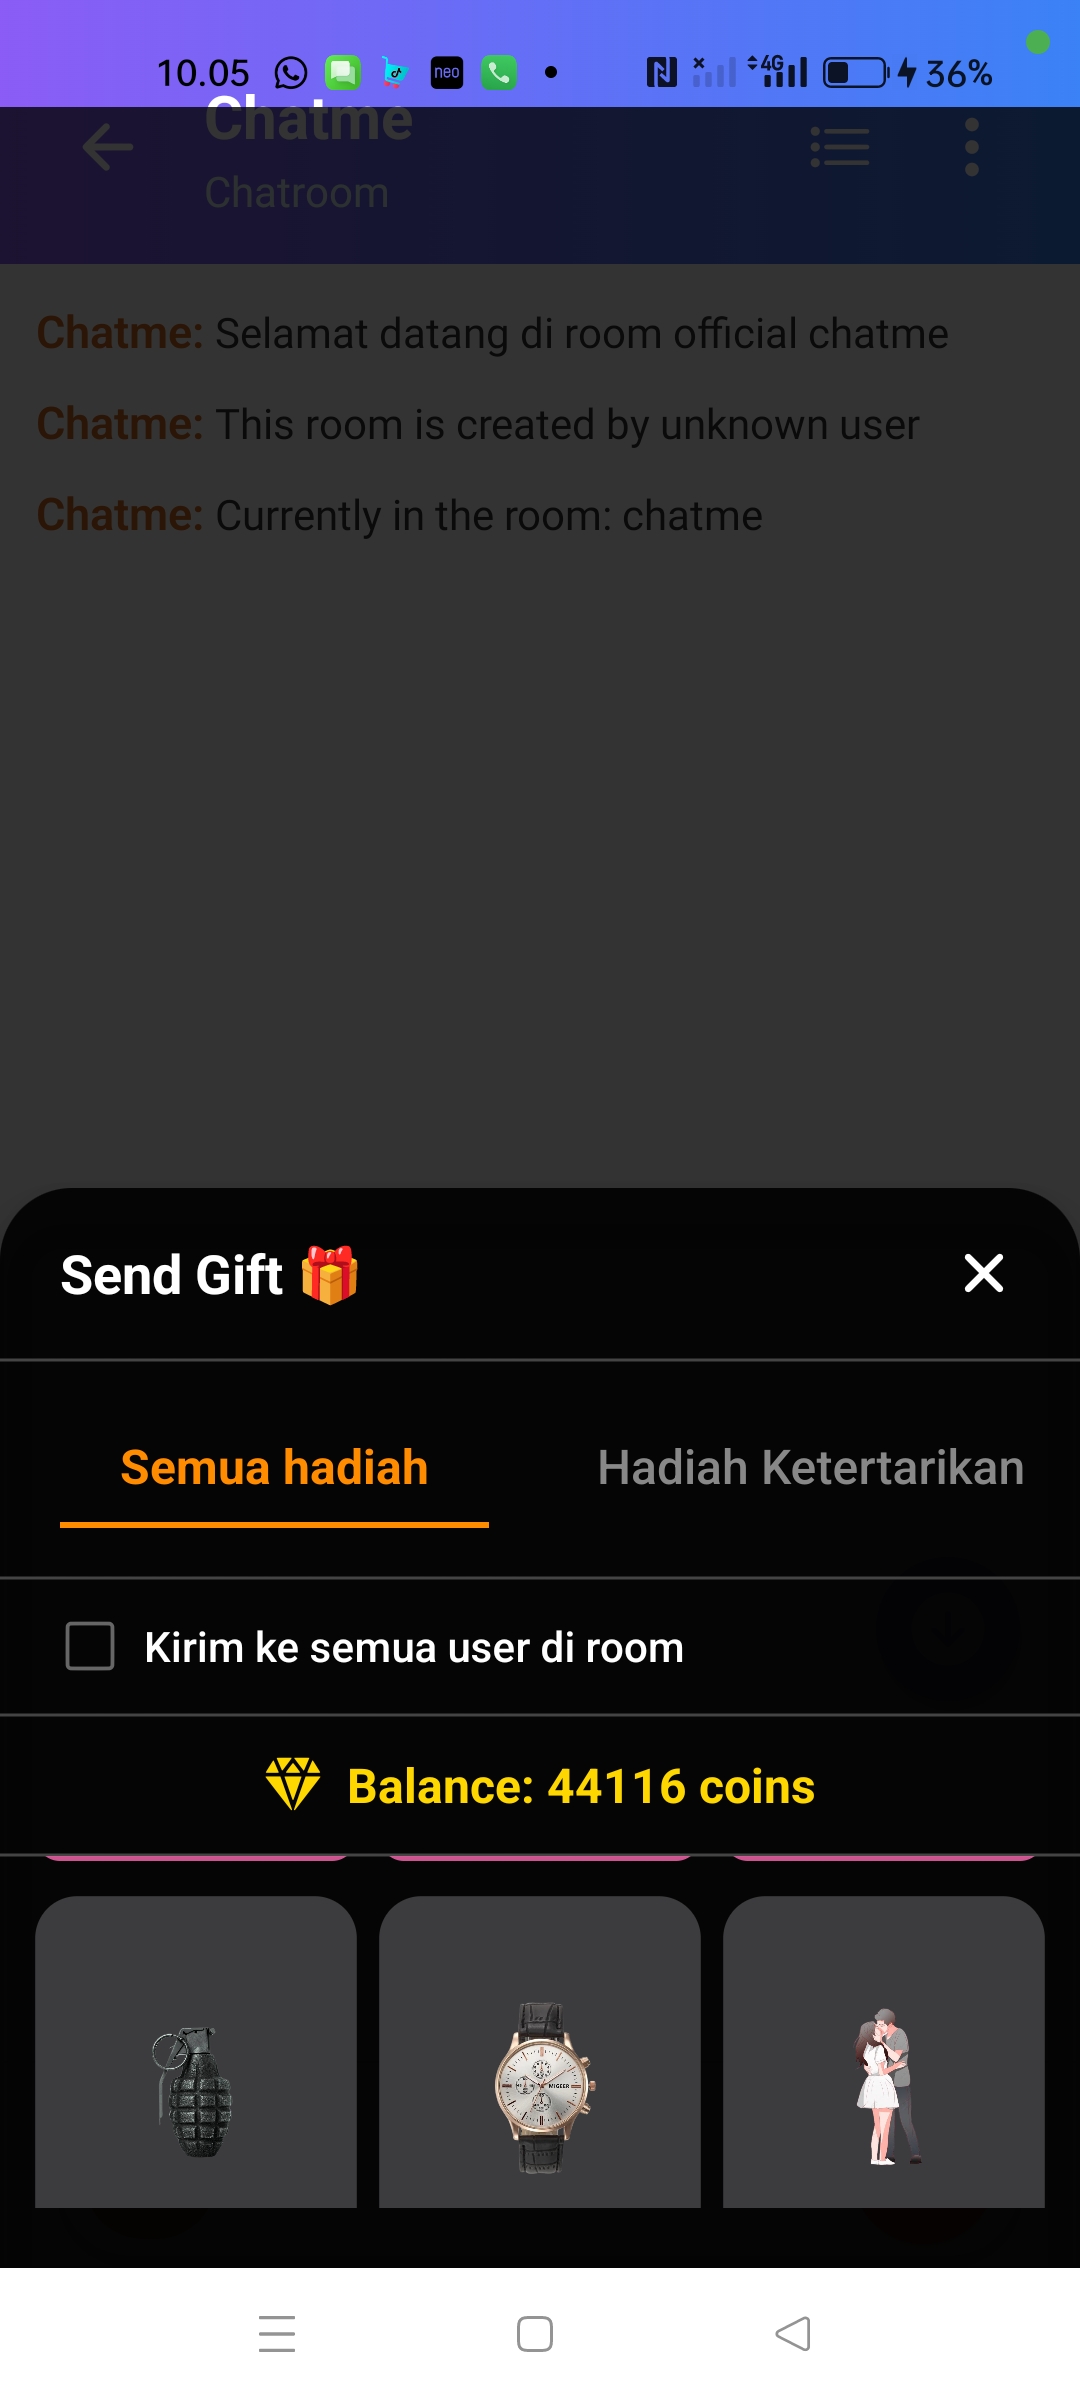 10.05 neo 4G 36%
Chatme
Chatroom
Chatme: Selamat datang di room official chatme
Chatme: This room is created by unknown user
Chatme: Currently in the room: chatme
Send Gift
Semua hadiah Hadiah Ketertarikan
Kirim ke semua user di room
Balance: 44116 coins
MIGEER